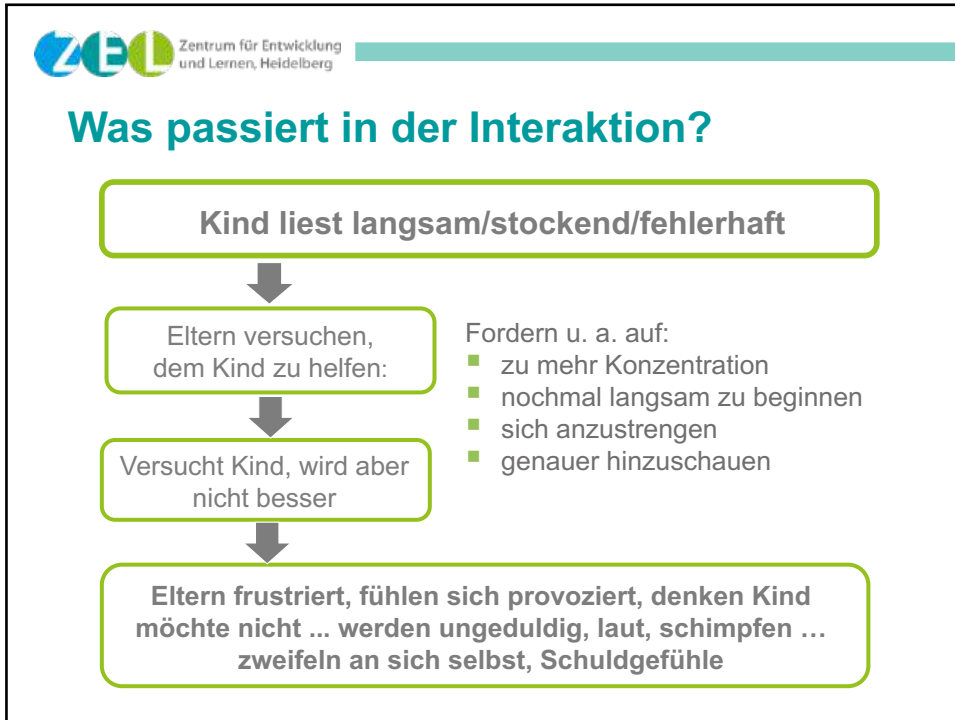 ZEL
Zentrum für Entwicklung
und Lernen, Heidelberg
Was passiert in der Interaktion?
Kind liest langsam/stockend/fehlerhaft
Eltern versuchen,
dem Kind zu helfen:
Fordern u. a. auf:
zu mehr Konzentration
nochmal langsam zu beginnen
sich anzustrengen
genauer hinzuschauen
Versucht Kind, wird aber
nicht besser
Eltern frustriert, fühlen sich provoziert, denken Kind
möchte nicht ... werden ungeduldig, laut, schimpfen …
zweifeln an sich selbst, Schuldgefühle